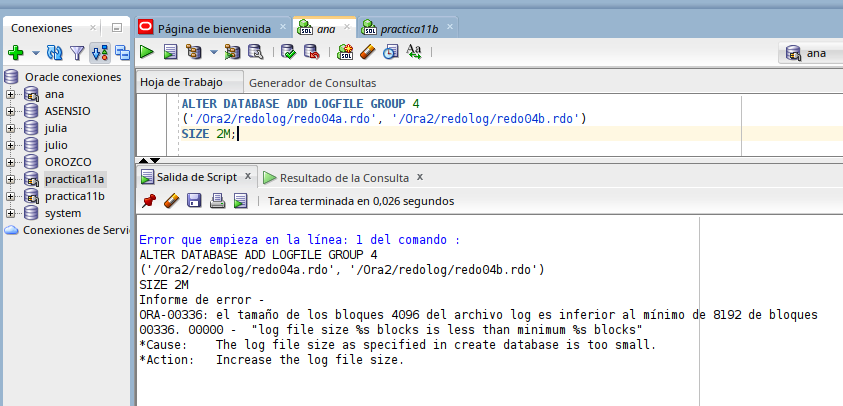 Conexiones
Página de bienvenida
ana
practica11b
ana
Hoja de Trabajo
Generador de Consultas
Oracle conexiones
ana
ASENSIO
julia
julio
OROZCO
practica11a
practica11b
system
Conexiones de Servi
ALTER DATABASE ADD LOGFILE GROUP 4
('/Ora2/redolog/redo04a.rdo', '/Ora2/redolog/redo04b.rdo')
SIZE 2M;
Salida de Script
Resultado de la Consulta
Tarea terminada en 0,026 segundos
Error que empieza en la línea: 1 del comando :
ALTER DATABASE ADD LOGFILE GROUP 4
('/Ora2/redolog/redo04a.rdo', '/Ora2/redolog/redo04b.rdo')
SIZE 2M
Informe de error -
ORA-00336: el tamaño de los bloques 4096 del archivo log es inferior al mínimo de 8192 de bloques
00336. 00000 -  "log file size %s blocks is less than minimum %s blocks"
*Cause:    The log file size as specified in create database is too small.
*Action:   Increase the log file size.